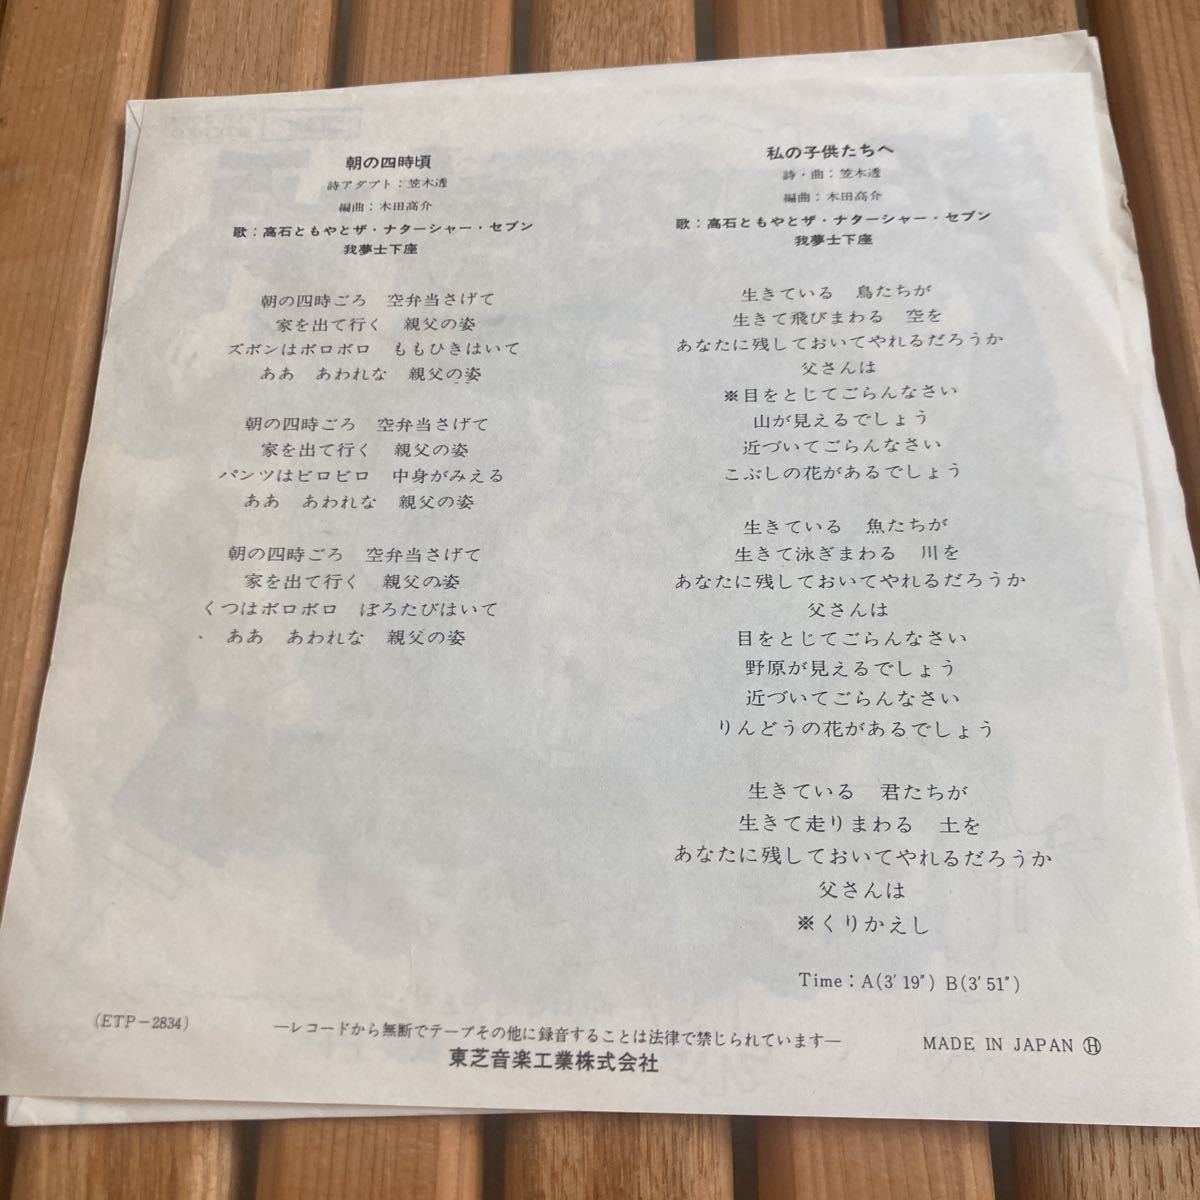 朝の四時頃
詩アダプト：笠木透
編曲：木田高介
歌：高石ともやとザ・ナターシャー・セブン
我夢士下座
朝の四時ごろ　空弁当さげて
家を出て行く　親父の姿
ズボンはボロボロ　ももひきはいて
ああ　あわれな　親父の姿
朝の四時ごろ　空弁当さげて
家を出て行く　親父の姿
パンツはビロビロ　中身がみえる
ああ　あわれな　親父の姿
朝の四時ごろ　空弁当さげて
家を出て行く　親父の姿
くつはボロボロ　ぼろたびはいて
ああ　あわれな　親父の姿
私の子供たちへ
詩・曲：笠木透
編曲：木田高介
歌：高石ともやとザ・ナターシャー・セブン
我夢士下座
生きている　鳥たちが
生きて飛びまわる　空を
あなたに残しておいてやれるだろうか
父さんは
※目をとじてごらんなさい
山が見えるでしょう
近づいてごらんなさい
こぶしの花があるでしょう
生きている　魚たちが
生きて泳ぎまわる　川を
あなたに残しておいてやれるだろうか
父さんは
目をとじてごらんなさい
野原が見えるでしょう
近づいてごらんなさい
りんどうの花があるでしょう
生きている　君たちが
生きて走りまわる　土を
あなたに残しておいてやれるだろうか
父さんは
※くりかえし
Time：A(3′19″) B(3′51″)
(ETP－2834)
―レコードから無断でテープその他に録音することは法律で禁じられています―
東芝音楽工業株式会社
MADE IN JAPAN Ⓗ